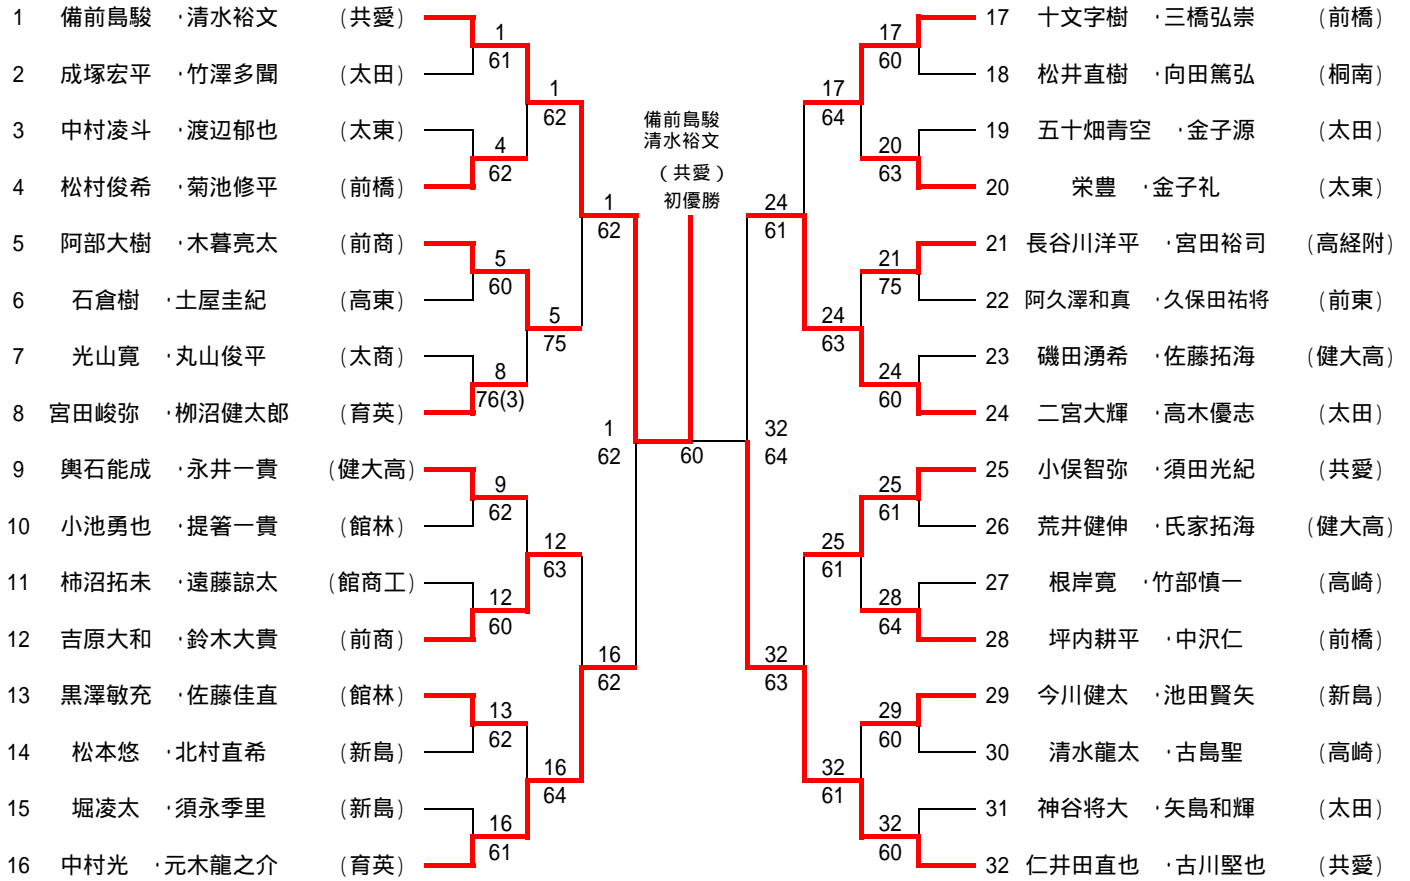 1 備前島駿 ・清水裕文 (共愛)
2 成塚宏平 ・竹澤多聞 (太田)
3 中村凌斗 ・渡辺郁也 (太東)
4 松村俊希 ・菊池修平 (前橋)
5 阿部大樹 ・木暮亮太 (前商)
6 石倉樹 ・土屋圭紀 (高東)
7 光山寛 ・丸山俊平 (太商)
8 宮田峻弥 ・栁沼健太郎 (育英)
9 輿石能成 ・永井一貴 (健大高)
10 小池勇也 ・提箸一貴 (館林)
11 柿沼拓未 ・遠藤諒太 (館商工)
12 吉原大和 ・鈴木大貴 (前商)
13 黒澤敏充 ・佐藤佳直 (館林)
14 松本悠 ・北村直希 (新島)
15 堀凌太 ・須永季里 (新島)
16 中村光 ・元木龍之介 (育英)
1
61
4
62
5
60
8
76(3)
9
62
12
60
13
62
16
61
1
62
5
75
12
63
16
64
1
62
16
62
1
62
備前島駿
清水裕文
(共愛)
初優勝
60
32
64
24
61
32
63
17
64
24
63
25
61
32
61
17
60
20
63
21
75
24
60
25
61
28
64
29
60
32
60
17 十文字樹 ・三橋弘崇 (前橋)
18 松井直樹 ・向田篤弘 (桐南)
19 五十畑青空 ・金子源 (太田)
20 栄豊 ・金子礼 (太東)
21 長谷川洋平 ・宮田裕司 (高経附)
22 阿久澤和真 ・久保田祐将 (前東)
23 磯田湧希 ・佐藤拓海 (健大高)
24 二宮大輝 ・高木優志 (太田)
25 小俣智弥 ・須田光紀 (共愛)
26 荒井健伸 ・氏家拓海 (健大高)
27 根岸寛 ・竹部慎一 (高崎)
28 坪内耕平 ・中沢仁 (前橋)
29 今川健太 ・池田賢矢 (新島)
30 清水龍太 ・古島聖 (高崎)
31 神谷将大 ・矢島和輝 (太田)
32 仁井田直也 ・古川堅也 (共愛)